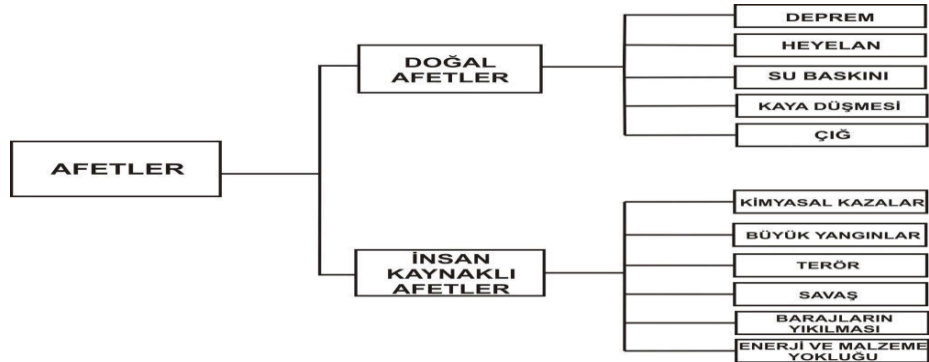 AFETLER
DOĞAL
AFETLER
DEPREM
HEYELAN
SU BASKINI
KAYA DÜŞMESİ
ÇIĞ
İNSAN
KAYNAKLI
AFETLER
KİMYASAL KAZALAR
BÜYÜK YANGINLAR
TERÖR
SAVAŞ
BARAJLARIN
YIKILMASI
ENERJİ VE MALZEME
YOKLUĞU